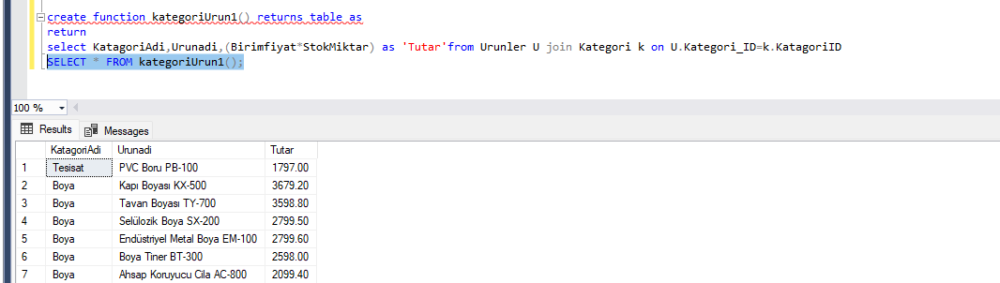 create function kategoriUrun1() returns table as
return
select KatagoriAdi,Urunadi,(Birimfiyat*StokMiktar) as 'Tutar'from Urunler U join Kategori k on U.Kategori_ID=k.KatagoriID
SELECT * FROM kategoriUrun1();
100 %
Results Messages
KatagoriAdi Urunadi Tutar
1 Tesisat PVC Boru PB-100 1797.00
2 Boya Kapı Boyası KX-500 3679.20
3 Boya Tavan Boyası TY-700 3598.80
4 Boya Selülozik Boya SX-200 2799.50
5 Boya Endüstriyel Metal Boya EM-100 2799.60
6 Boya Boya Tiner BT-300 2598.00
7 Boya Ahsap Koruyucu Cila AC-800 2099.40